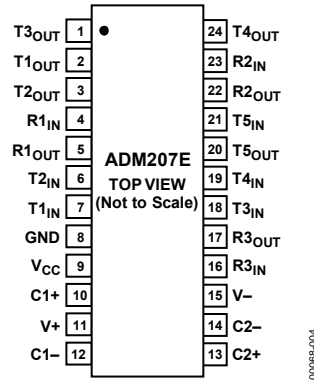 T3OUT 1 24 T4OUT
T1OUT 2 23 R2IN
T2OUT 3 22 R2OUT
R1IN 4 21 T5IN
R1OUT 5 20 T5OUT
ADM207E
T2IN 6 19 T4IN
TOP VIEW
(Not to Scale)
T1IN 7 18 T3IN
GND 8 17 R3OUT
VCC 9 16 R3IN
C1+ 10 15 V–
V+ 11 14 C2–
C1– 12 13 C2+
00068-004